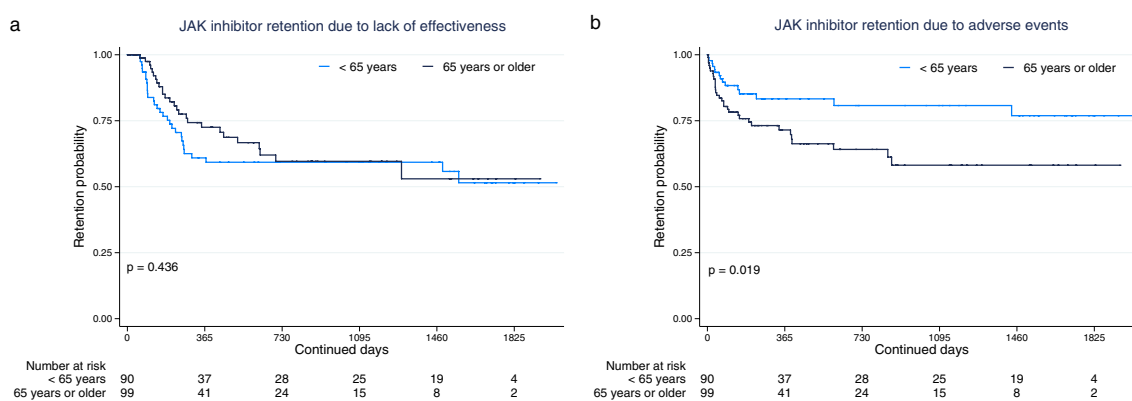 a
JAK inhibitor retention due to lack of effectiveness
< 65 years 65 years or older
Retention probability
1.00
0.75
0.50
0.25
0.00
p = 0.436
0 365 730 1095 1460 1825
Continued days
Number at risk
< 65 years 90 37 28 25 19 4
65 years or older 99 41 24 15 8 2
b
JAK inhibitor retention due to adverse events
< 65 years 65 years or older
Retention probability
1.00
0.75
0.50
0.25
0.00
p = 0.019
0 365 730 1095 1460 1825
Continued days
Number at risk
< 65 years 90 37 28 25 19 4
65 years or older 99 41 24 15 8 2